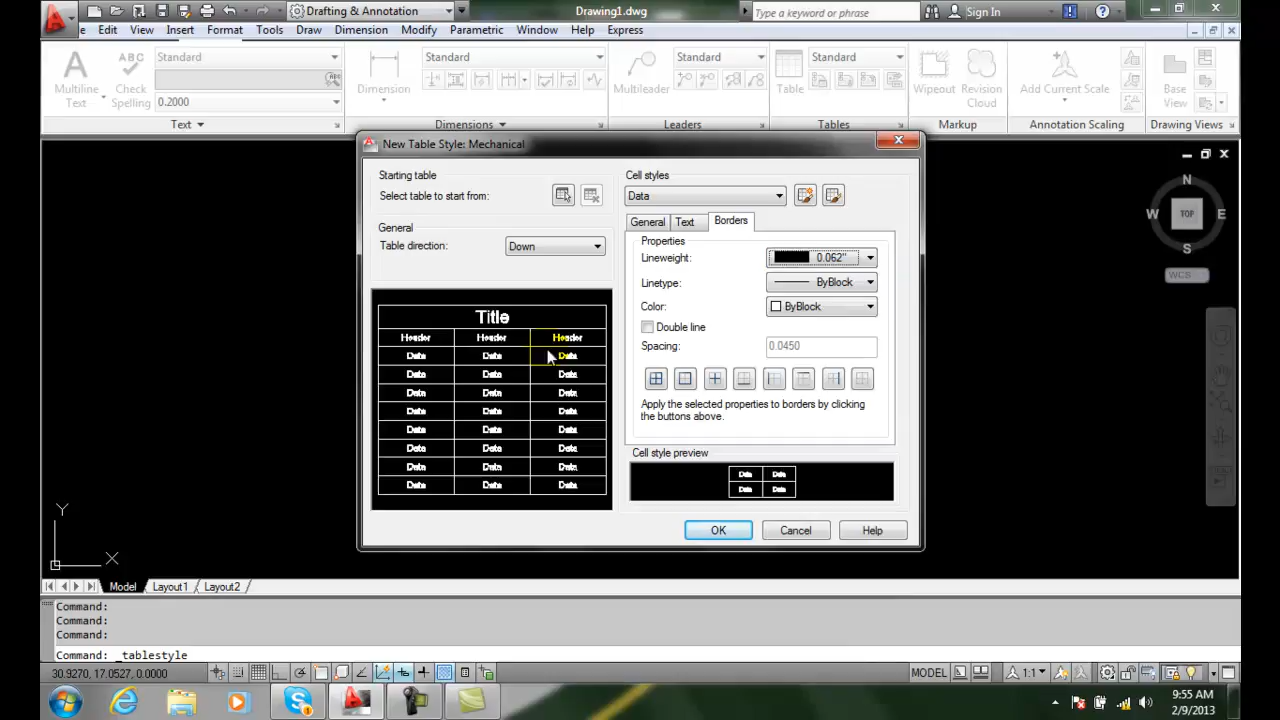 Drafting & Annotation
Drawing1.dwg
Type a keyword or phrase
Sign In
Edit View Insert Format Tools Draw Dimension Modify Parametric Window Help Express
Standard
Standard
Standard
Standard
A
ABC
Multiline Text
Check Spelling
0.2000
Dimension
Multileader
Table
Wipeout
Revision Cloud
Add Current Scale
Base View
Text
Dimensions
Leaders
Tables
Markup
Annotation Scaling
Drawing Views
New Table Style: Mechanical
Starting table
Select table to start from:
General
Table direction:
Down
Title
Header Header Header
Data Data Data
Data Data Data
Data Data Data
Data Data Data
Data Data Data
Data Data Data
Data Data Data
Data Data Data
Cell styles
Data
General Text Borders
Properties
Lineweight:
0.062"
Linetype:
ByBlock
Color:
ByBlock
Double line
Spacing:
0.0450
Apply the selected properties to borders by clicking
the buttons above.
Cell style preview
Data Data
Data Data
OK Cancel Help
N
W TOP E
S
WCS
Y
X
Model Layout1 Layout2
Command:
Command:
Command:
Command: _tablestyle
30.9270, 17.0527, 0.0000
MODEL
1:1
9:55 AM
2/9/2013